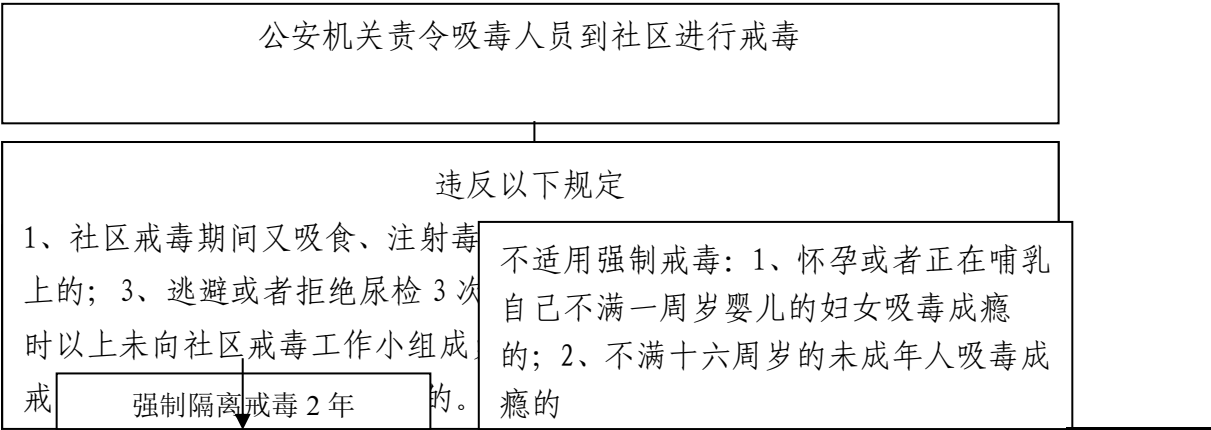 公安机关责令吸毒人员到社区进行戒毒
违反以下规定
1、社区戒毒期间又吸食、注射毒
上的；3、逃避或者拒绝尿检 3 次
时以上未向社区戒毒工作小组成
戒
的。
不适用强制戒毒：1、怀孕或者正在哺乳
自己不满一周岁婴儿的妇女吸毒成瘾
的；2、不满十六周岁的未成年人吸毒成
瘾的
强制隔离戒毒 2 年